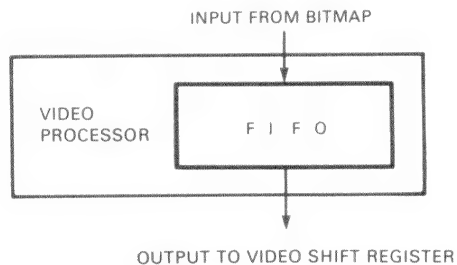 INPUT FROM BITMAP
VIDEO
PROCESSOR
F I F O
OUTPUT TO VIDEO SHIFT REGISTER